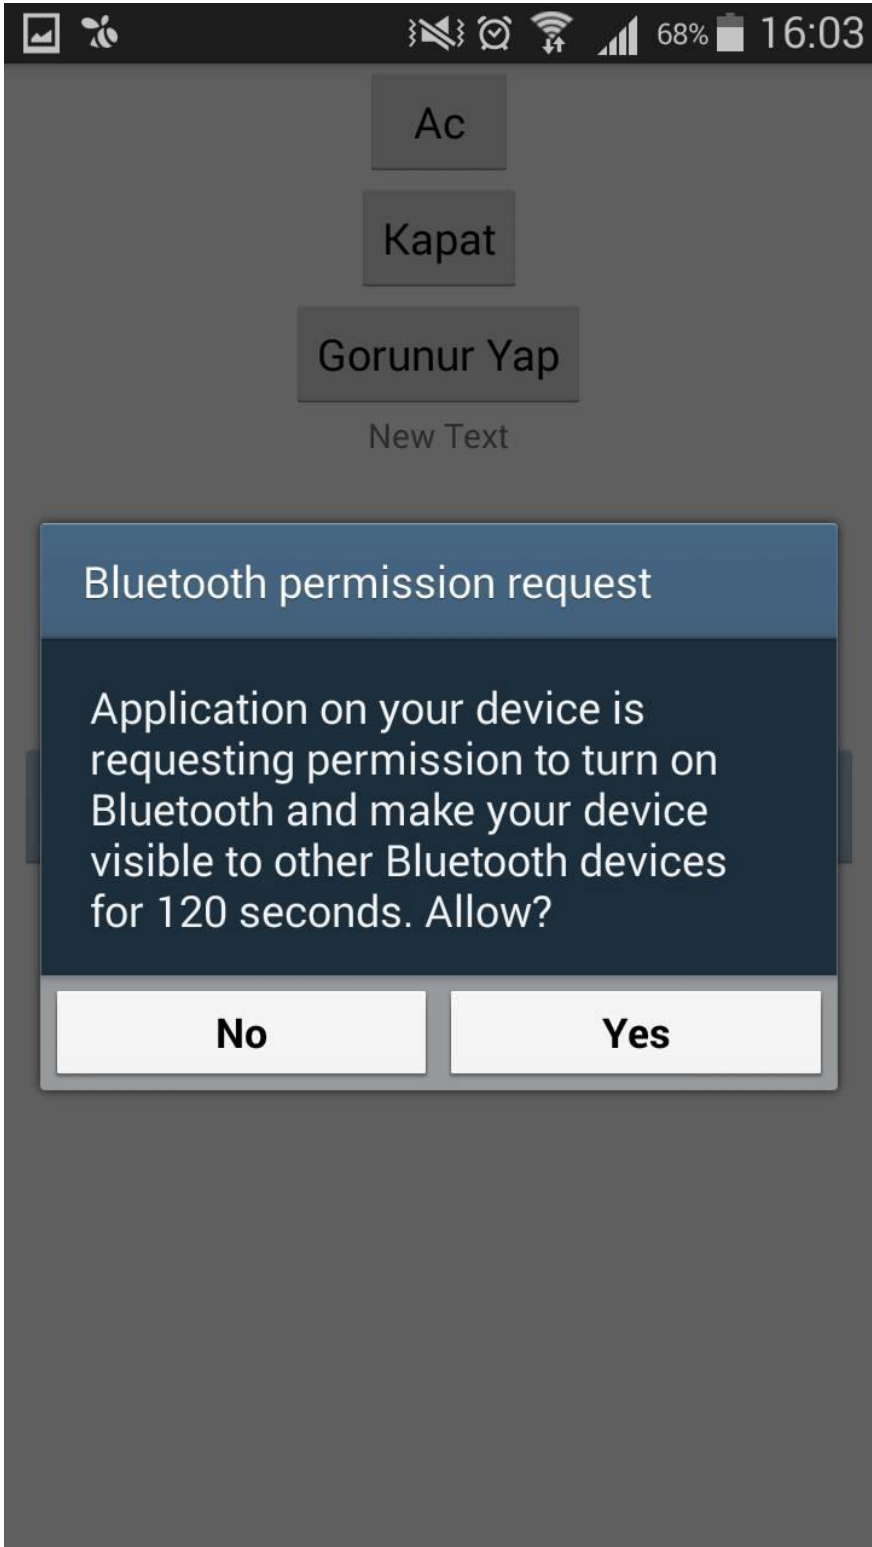 68% 16:03
Ac
Kapat
Gorunur Yap
New Text
Bluetooth permission request
Application on your device is
requesting permission to turn on
Bluetooth and make your device
visible to other Bluetooth devices
for 120 seconds. Allow?
No Yes